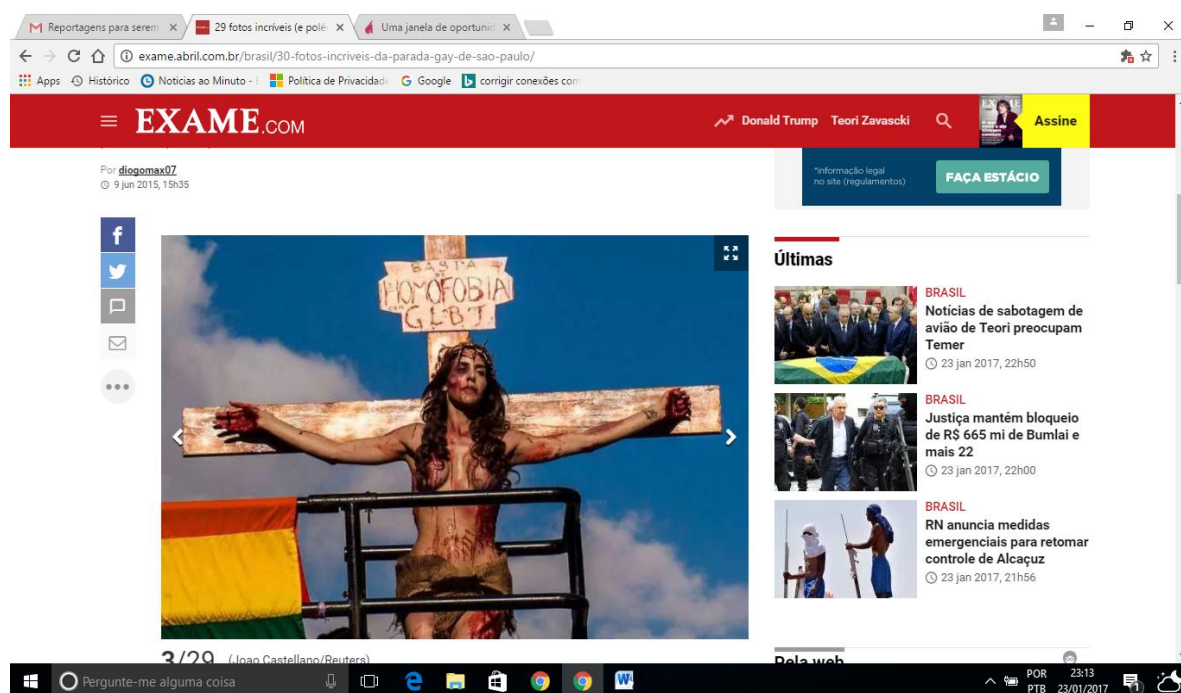 Reportagens para serem
29 fotos incríveis (e polê
Uma janela de oportunid
exame.abril.com.br/brasil/30-fotos-incriveis-da-parada-gay-de-sao-paulo/
Apps Histórico Noticias ao Minuto - Política de Privacidad Google corrigir conexões com
EXAME.COM
Donald Trump Teori Zavascki
EXAME
Assine
Por diogomax07
9 jun 2015, 15h35
*informação legal
no site (regulamentos)
FAÇA ESTÁCIO
BASTA
HOMOFOBIA
GLBT
3/29 (Joao Castellano/Reuters)
Últimas
BRASIL
Notícias de sabotagem de
avião de Teori preocupam
Temer
23 jan 2017, 22h50
BRASIL
Justiça mantém bloqueio
de R$ 665 mi de Bumlai e
mais 22
23 jan 2017, 22h00
BRASIL
RN anuncia medidas
emergenciais para retomar
controle de Alcaçuz
23 jan 2017, 21h56
Pela web
Pergunte-me alguma coisa
POR
PTB
23:13
23/01/2017